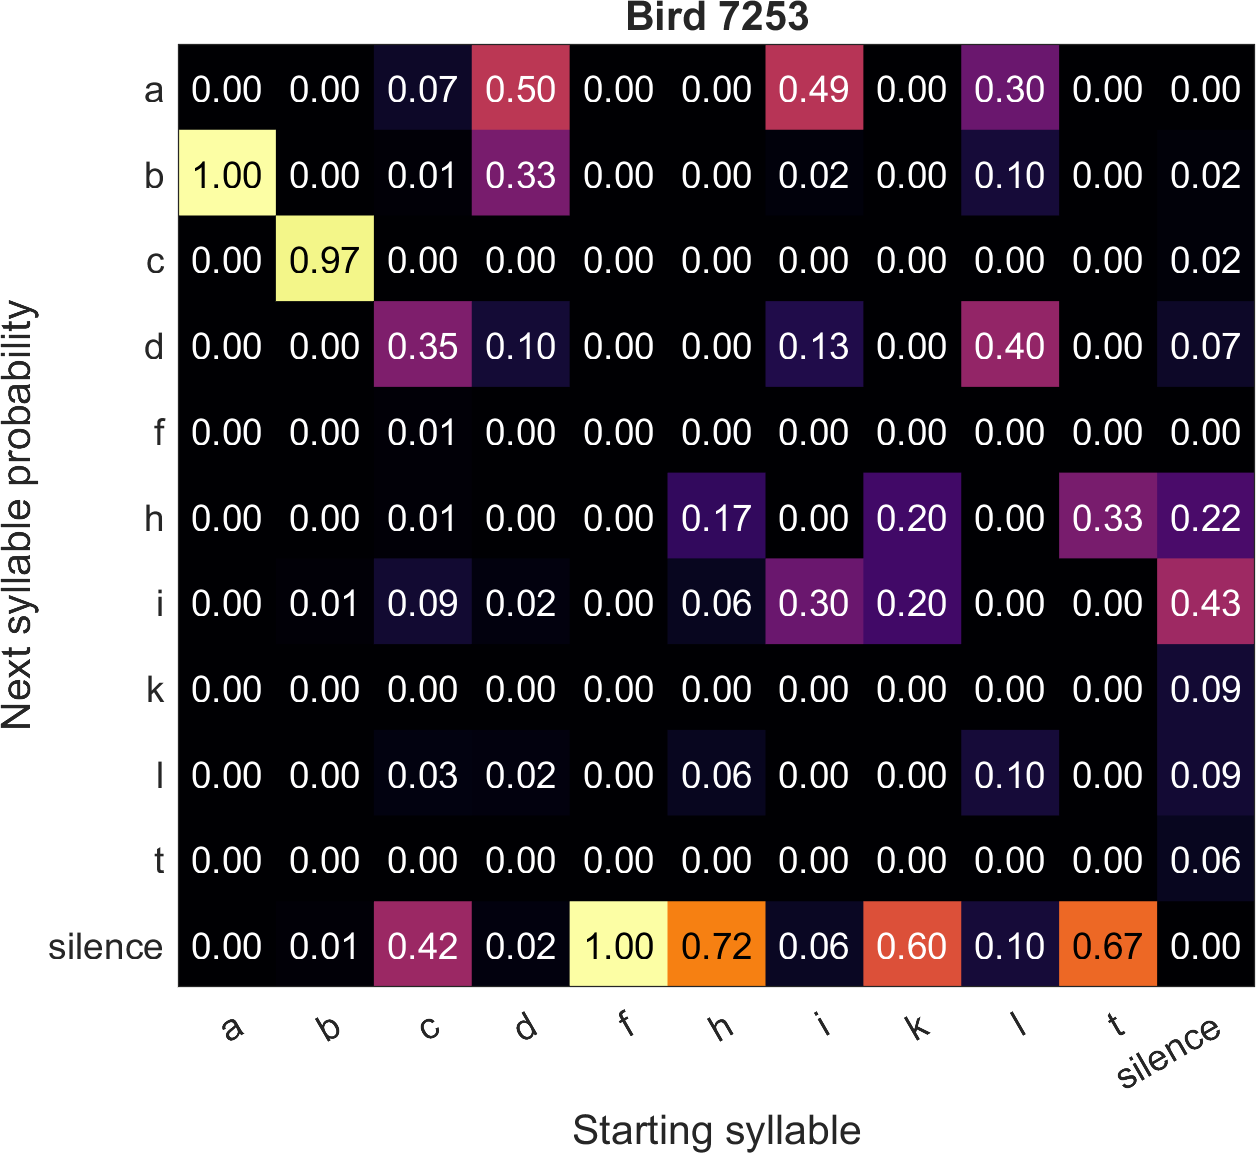 Bird 7253
a 0.00 0.00 0.07 0.50 0.00 0.00 0.49 0.00 0.30 0.00 0.00
b 1.00 0.00 0.01 0.33 0.00 0.00 0.02 0.00 0.10 0.00 0.02
c 0.00 0.97 0.00 0.00 0.00 0.00 0.00 0.00 0.00 0.00 0.02
d 0.00 0.00 0.35 0.10 0.00 0.00 0.13 0.00 0.40 0.00 0.07
f 0.00 0.00 0.01 0.00 0.00 0.00 0.00 0.00 0.00 0.00 0.00
h 0.00 0.00 0.01 0.00 0.00 0.17 0.00 0.20 0.00 0.33 0.22
i 0.00 0.01 0.09 0.02 0.00 0.06 0.30 0.20 0.00 0.00 0.43
k 0.00 0.00 0.00 0.00 0.00 0.00 0.00 0.00 0.00 0.00 0.09
l 0.00 0.00 0.03 0.02 0.00 0.06 0.00 0.00 0.10 0.00 0.09
t 0.00 0.00 0.00 0.00 0.00 0.00 0.00 0.00 0.00 0.00 0.06
silence 0.00 0.01 0.42 0.02 1.00 0.72 0.06 0.60 0.10 0.67 0.00
a b c d f h i k l t silence
Starting syllable
Next syllable probability